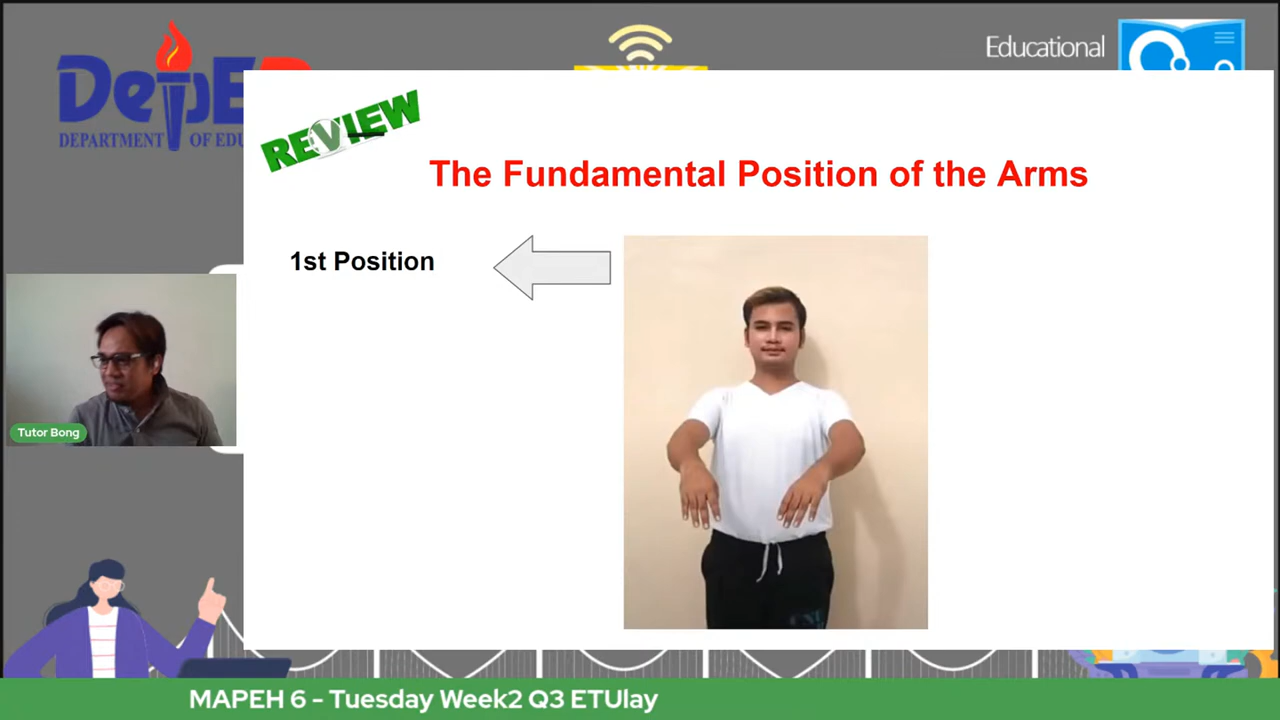 DepE
DEPARTMENT OF EDU
Educational
REVIEW
The Fundamental Position of the Arms
1st Position
Tutor Bong
MAPEH 6 - Tuesday Week2 Q3 ETUlay